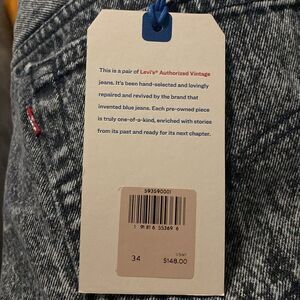 This is a pair of Levi's® Authorized Vintage
jeans. It's been hand-selected and lovingly
repaired and revived by the brand that
invented blue jeans. Each pre-owned piece
is truly one-of-a-kind, enriched with stories
from its past and ready for its next chapter.
593590001
34
$148.00